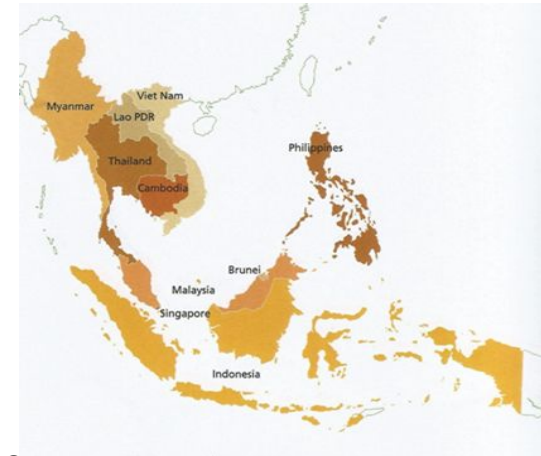 Viet Nam
Myanmar
Lao PDR
Philippines
Thailand
Cambodia
Brunei
Malaysia
Singapore
Indonesia